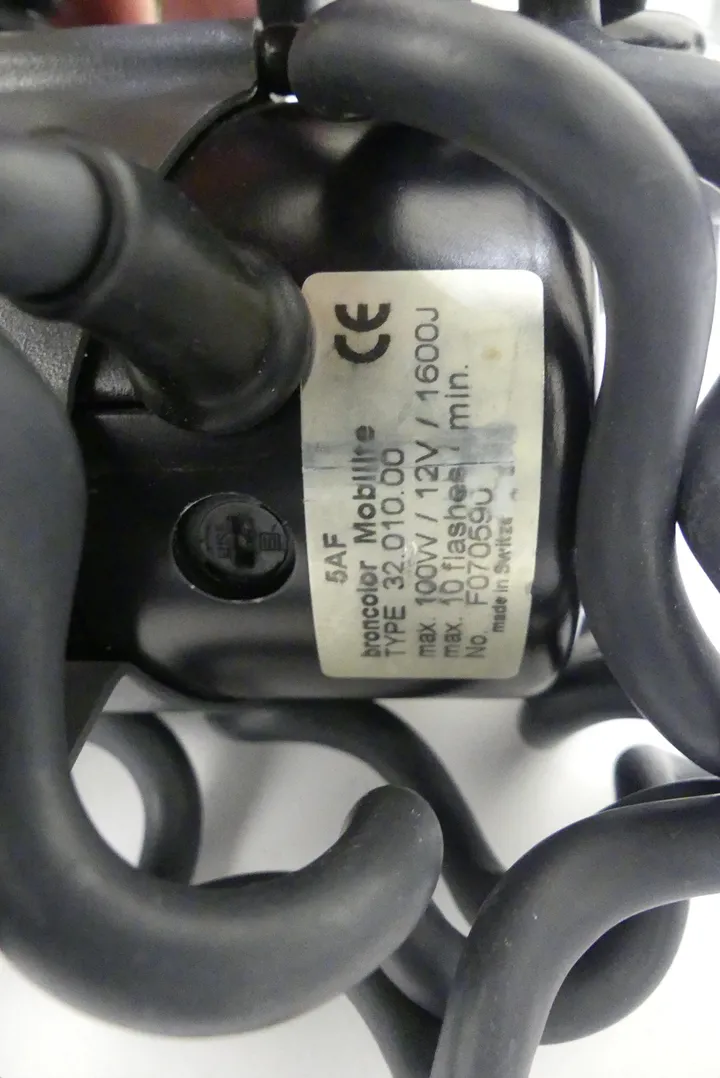 CE
5AF
broncolor Mobilite
TYPE 32.010.00
max. 100W / 12V / 1600J
max. 10 flashes / min.
No. F070590
made in